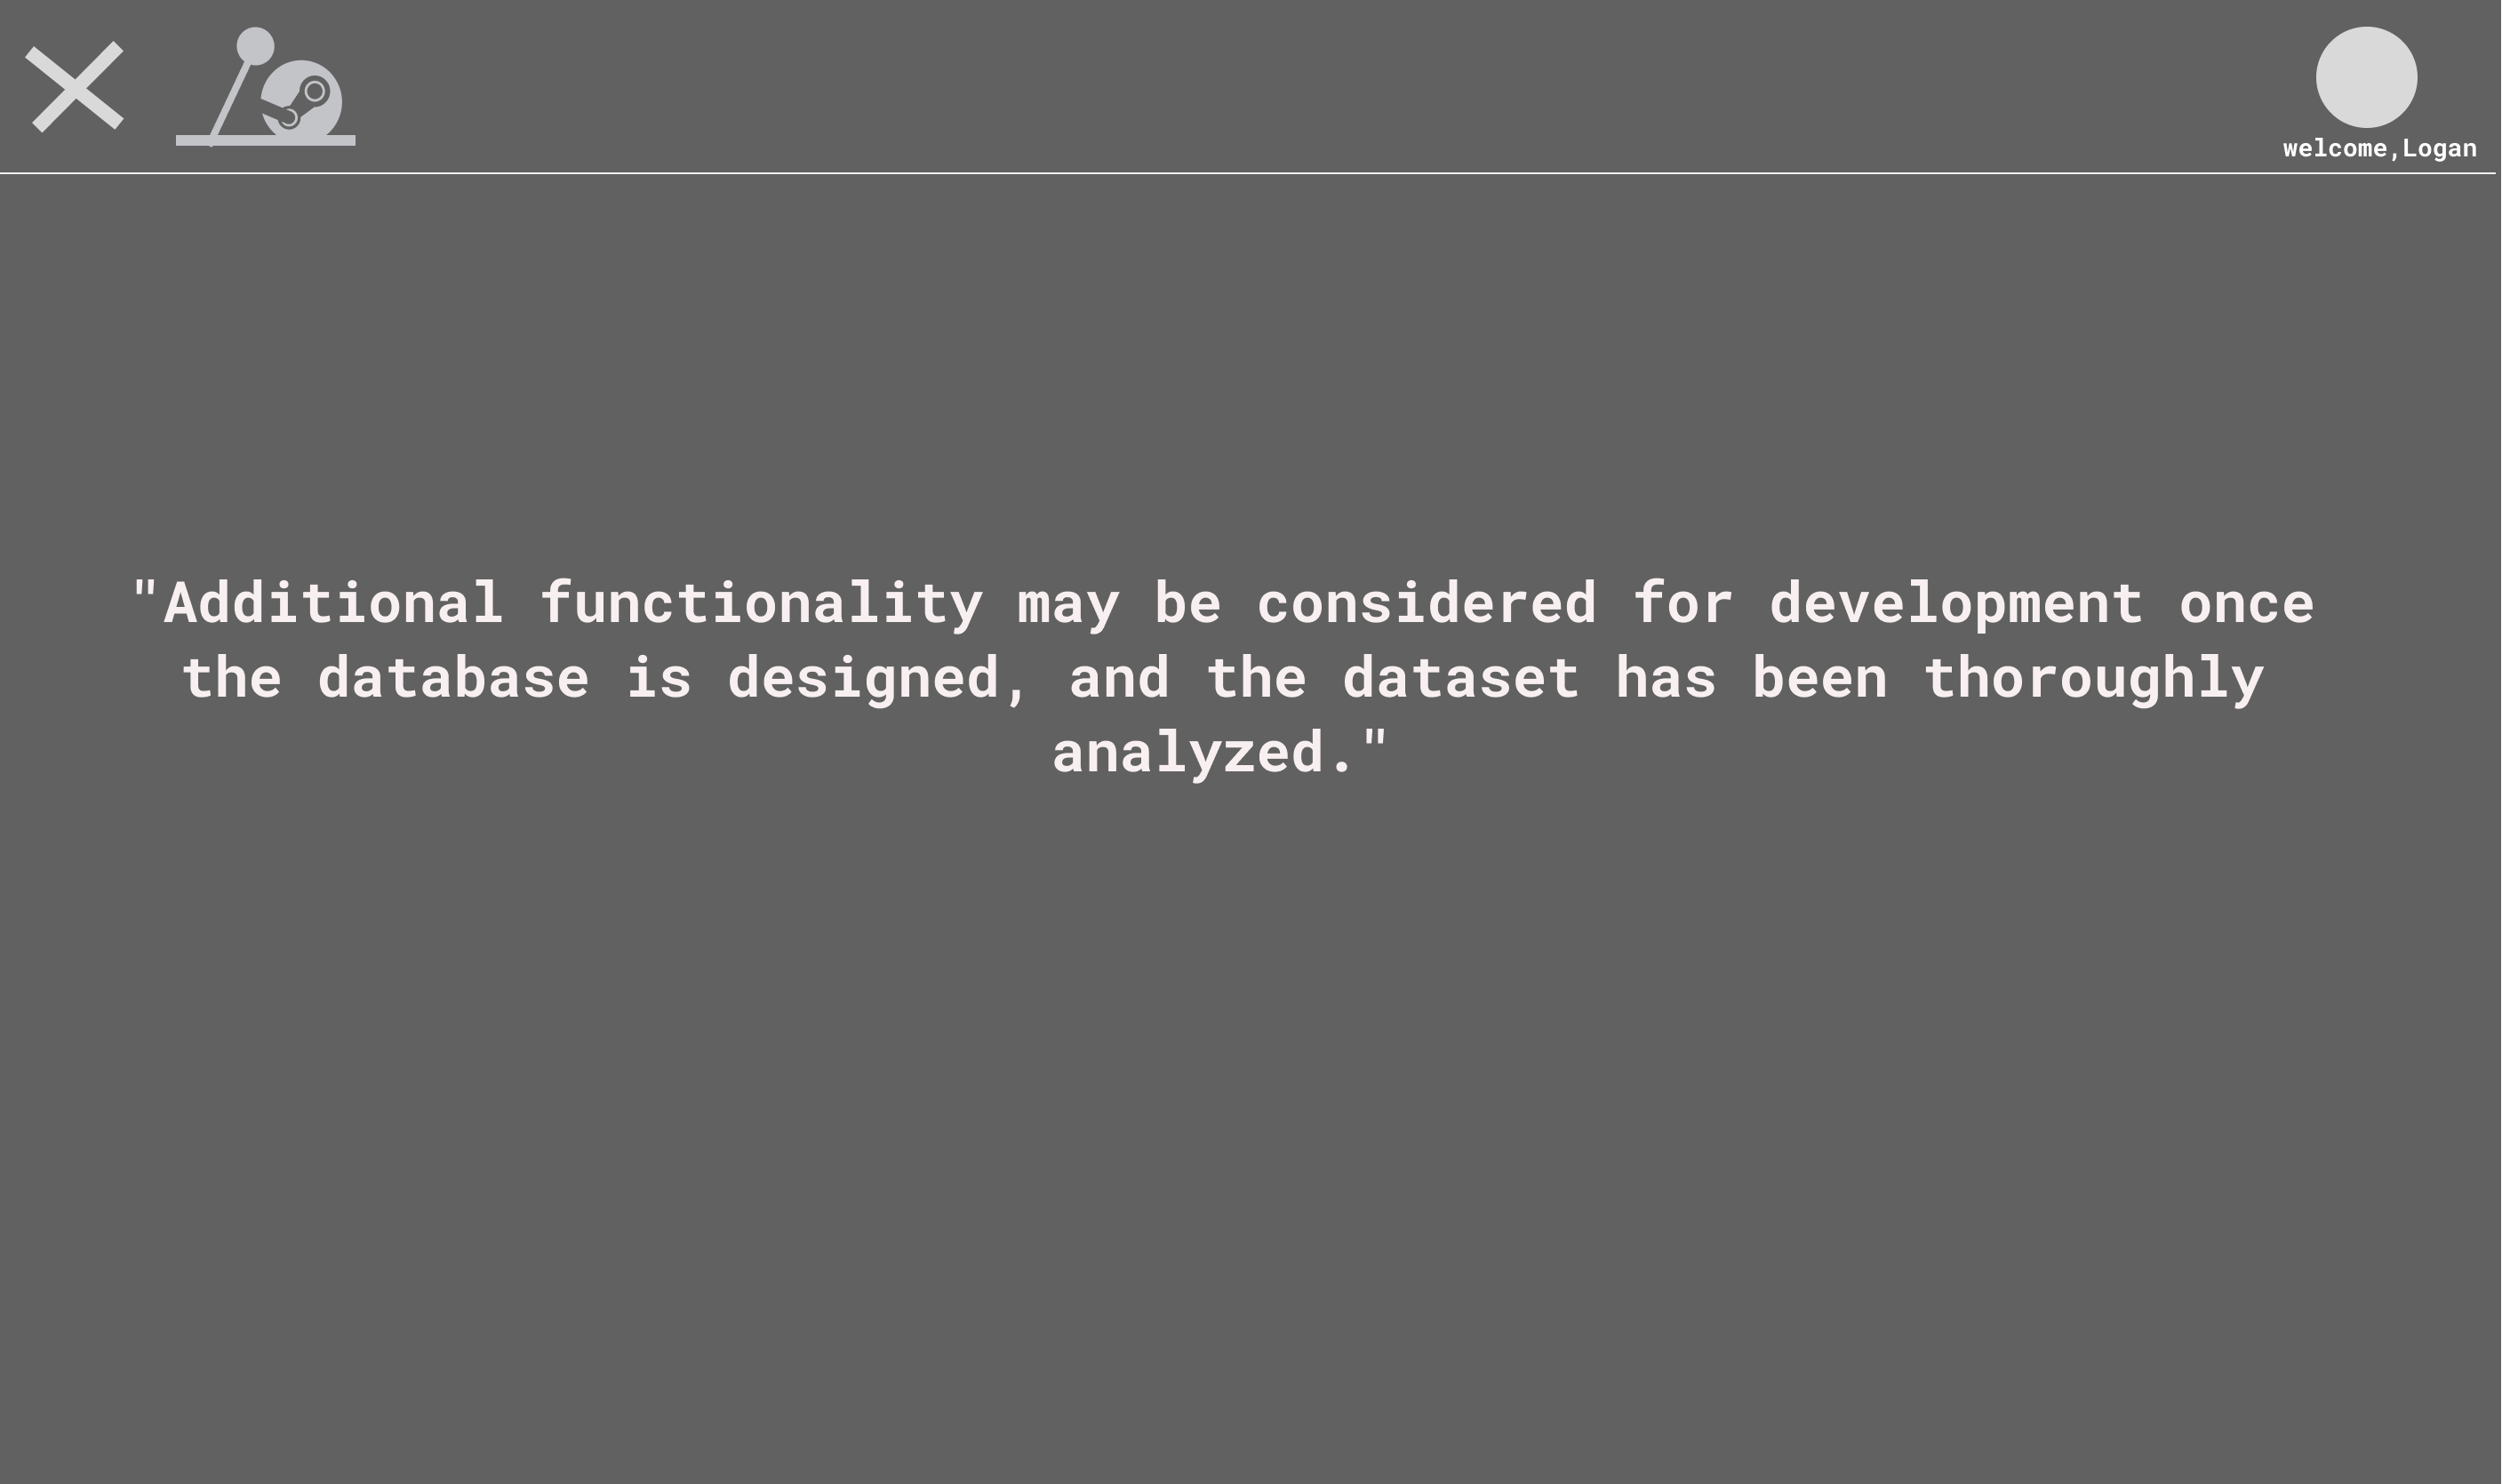 welcome,Logan
"Additional functionality may be considered for development once
the database is designed, and the dataset has been thoroughly
analyzed."